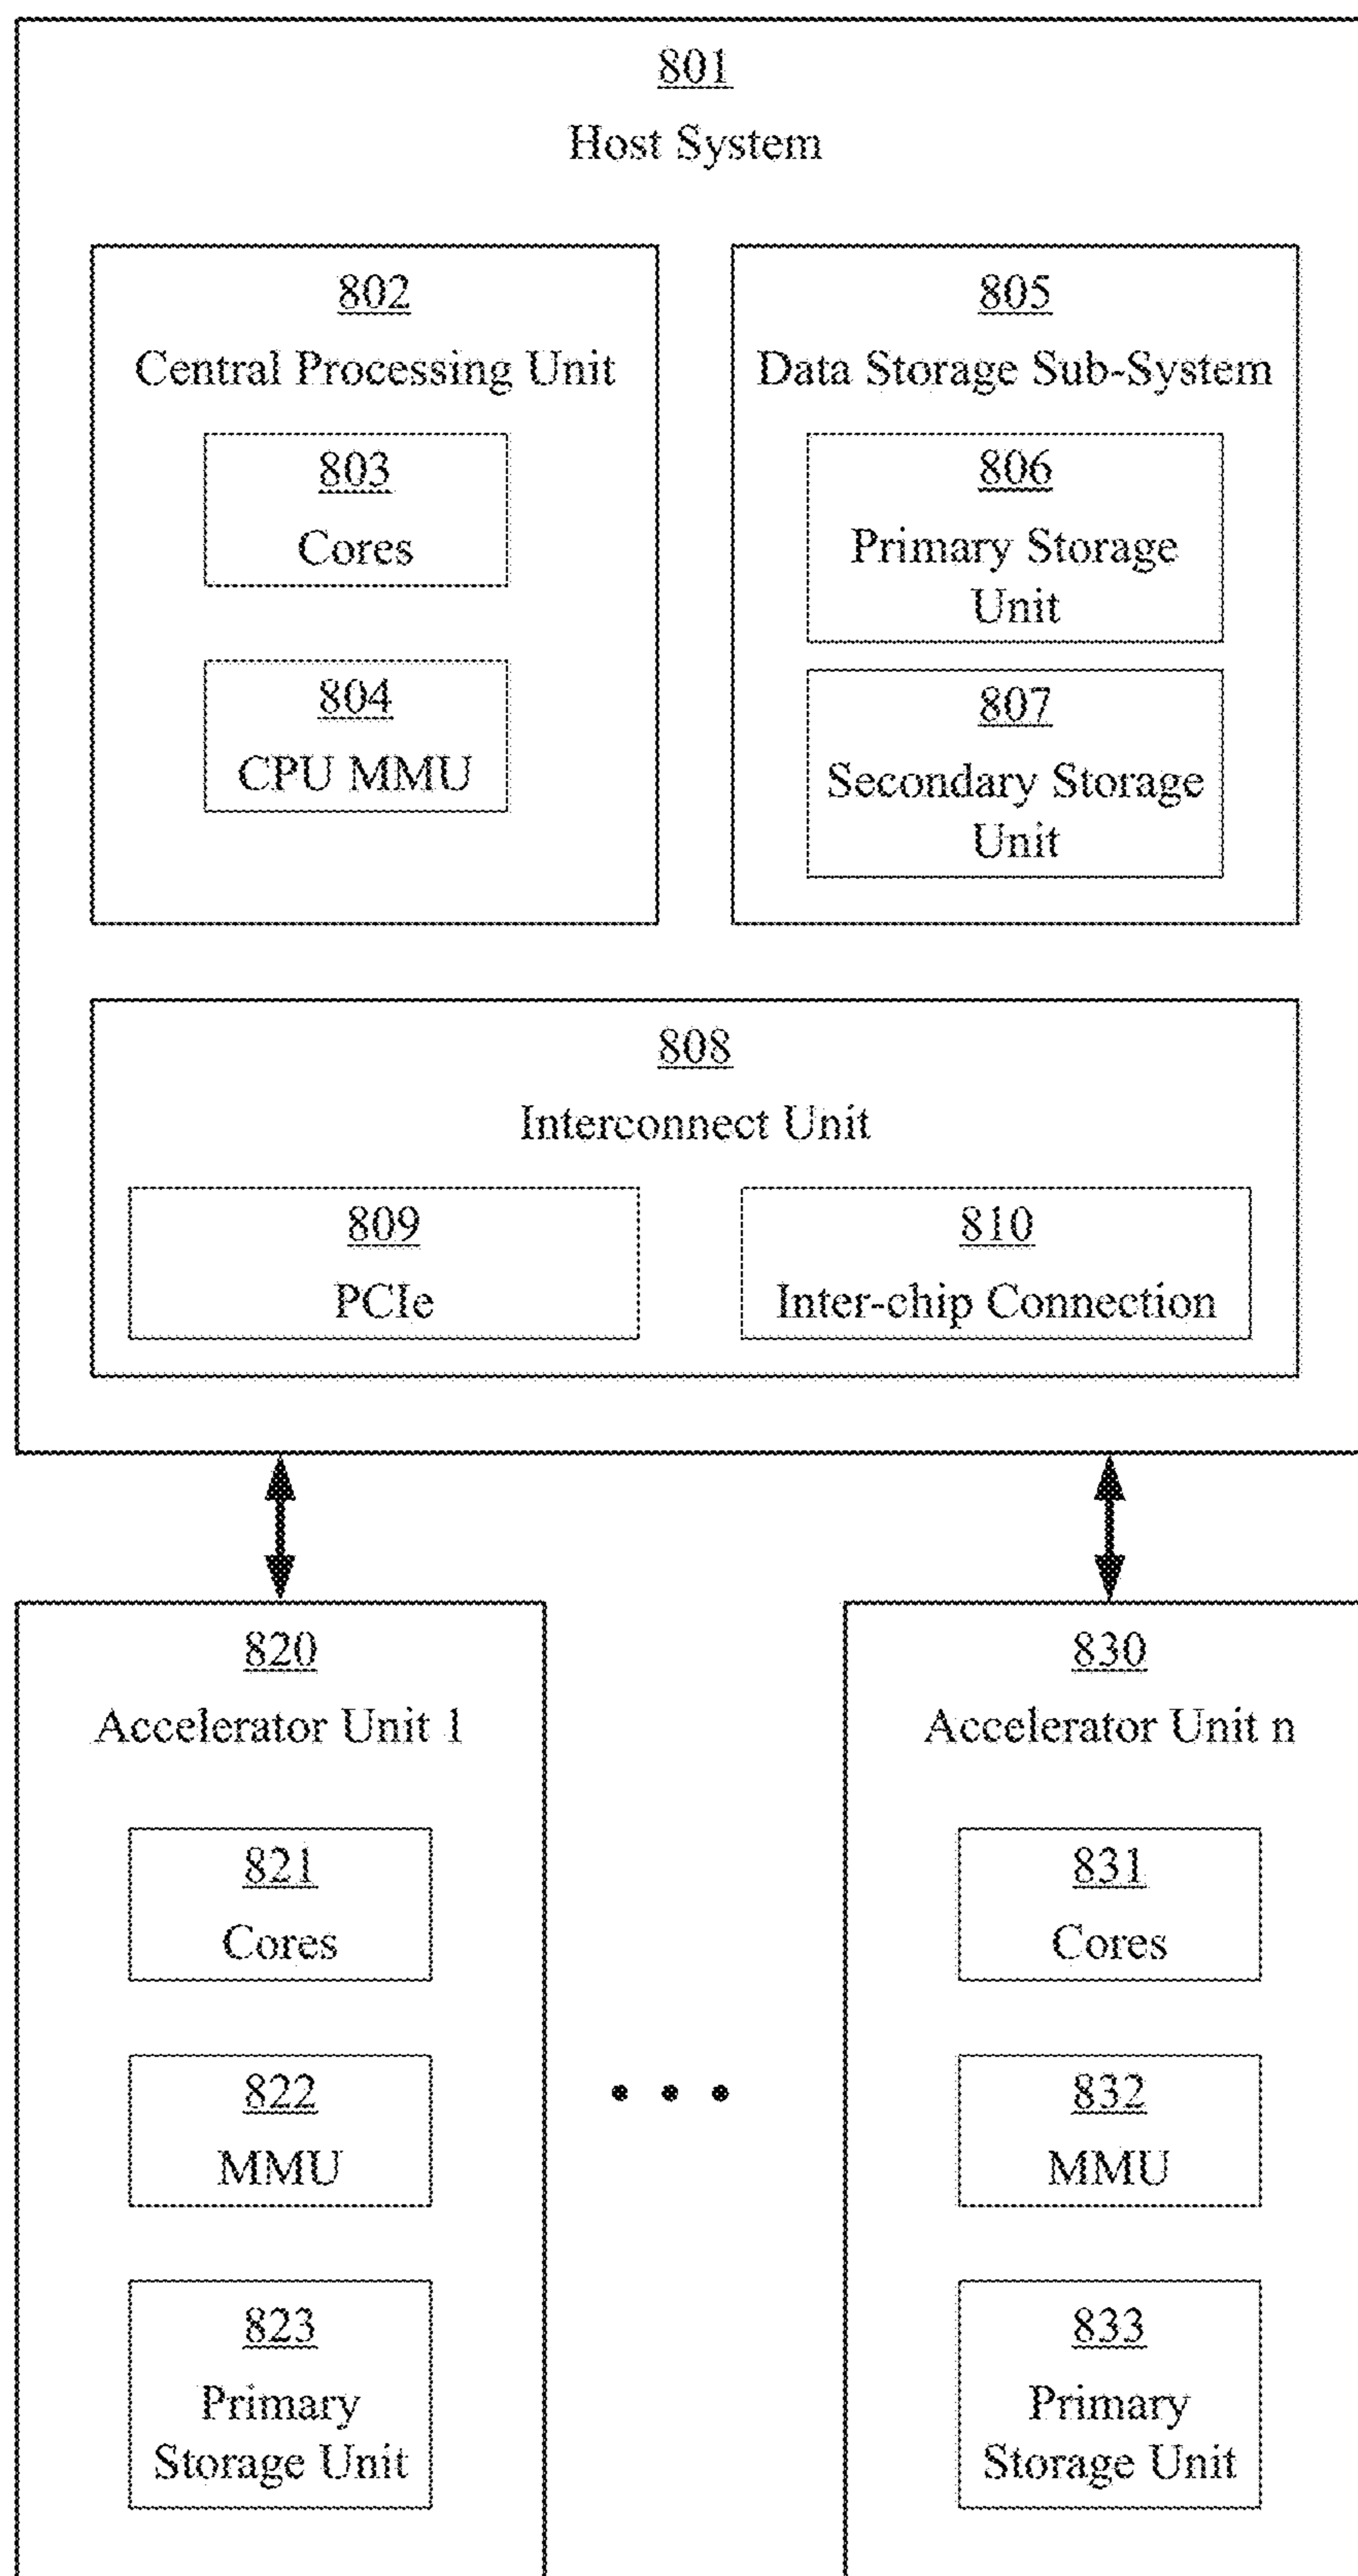 801
Host System
802
Central Processing Unit
803
Cores
804
CPU MMU
805
Data Storage Sub-System
806
Primary Storage
Unit
807
Secondary Storage
Unit
808
Interconnect Unit
809
PCIe
810
Inter-chip Connection
820
Accelerator Unit 1
821
Cores
822
MMU
823
Primary
Storage Unit
• • •
830
Accelerator Unit n
831
Cores
832
MMU
833
Primary
Storage Unit